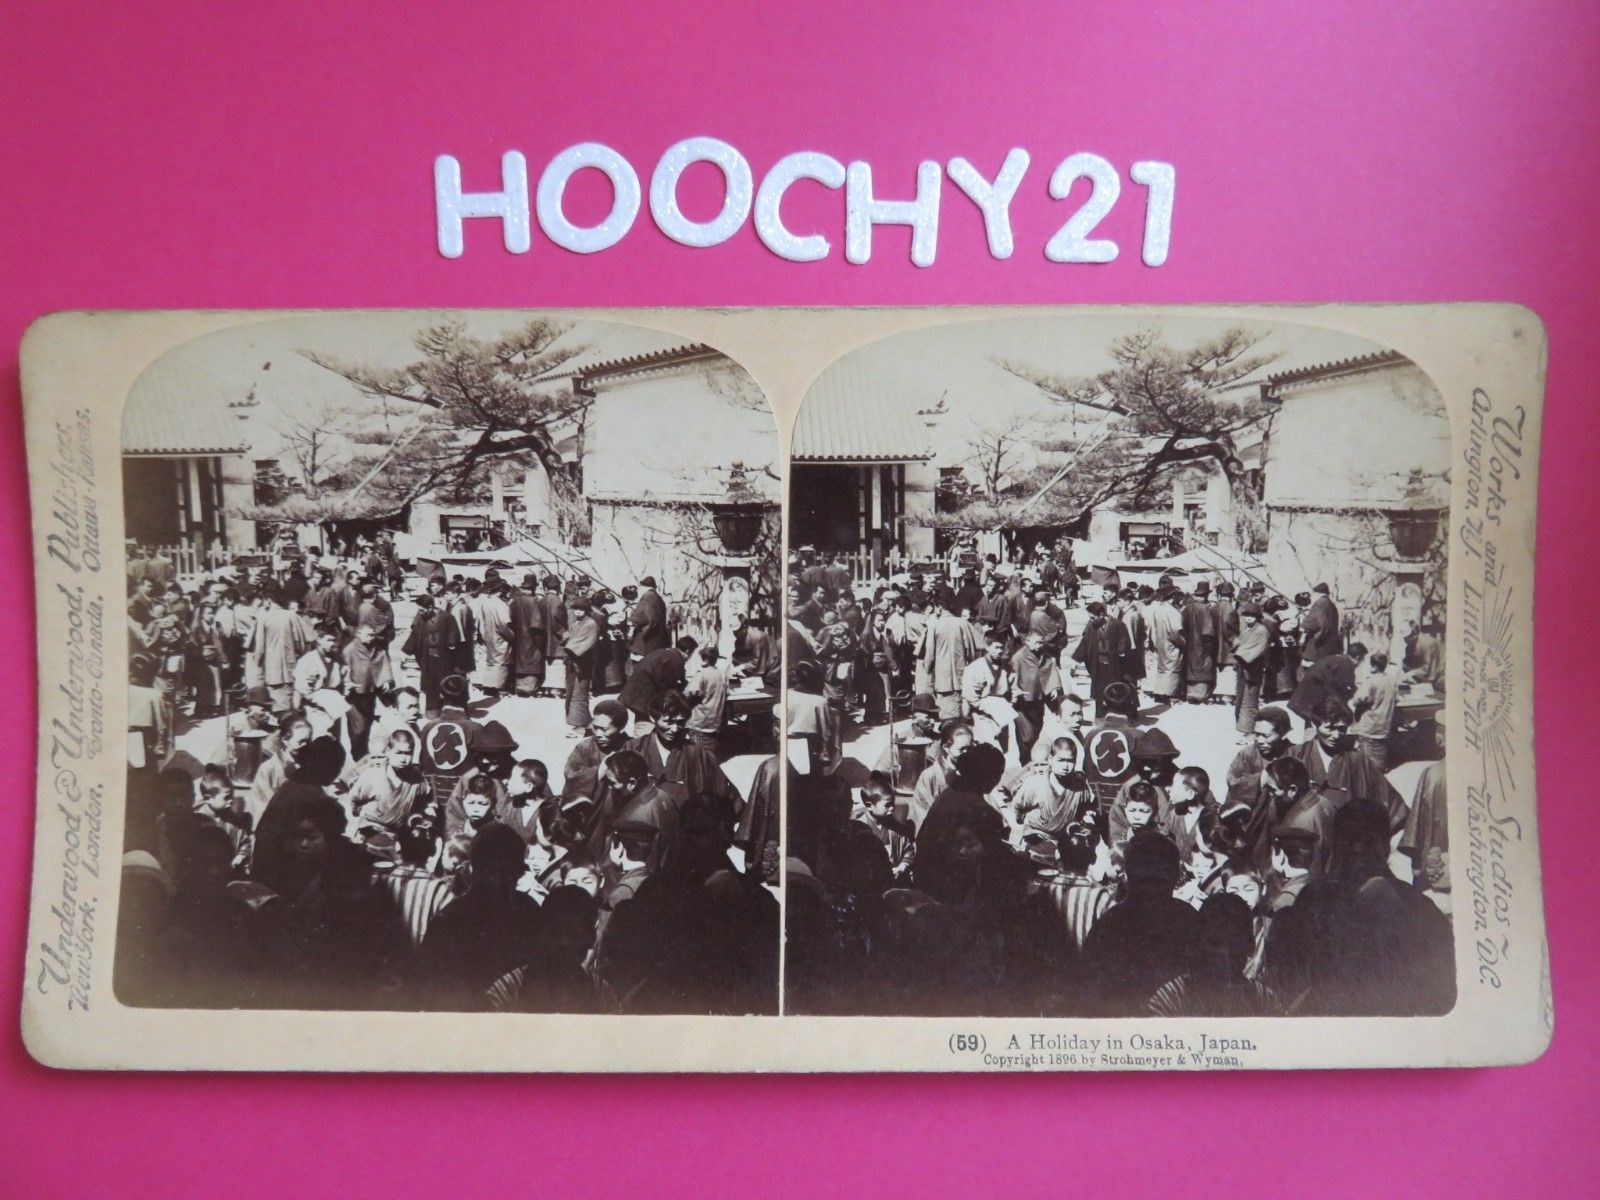 HOOCHY21
Underwood & Underwood, Publishers.
New York. London. Toronto-Canada. Ottawa-Kansas.
Works and Studios ~
Arlington, N.J. Littleton, N.H. Washington, D.C.
(59) A Holiday in Osaka, Japan.
Copyright 1896 by Strohmeyer & Wyman.